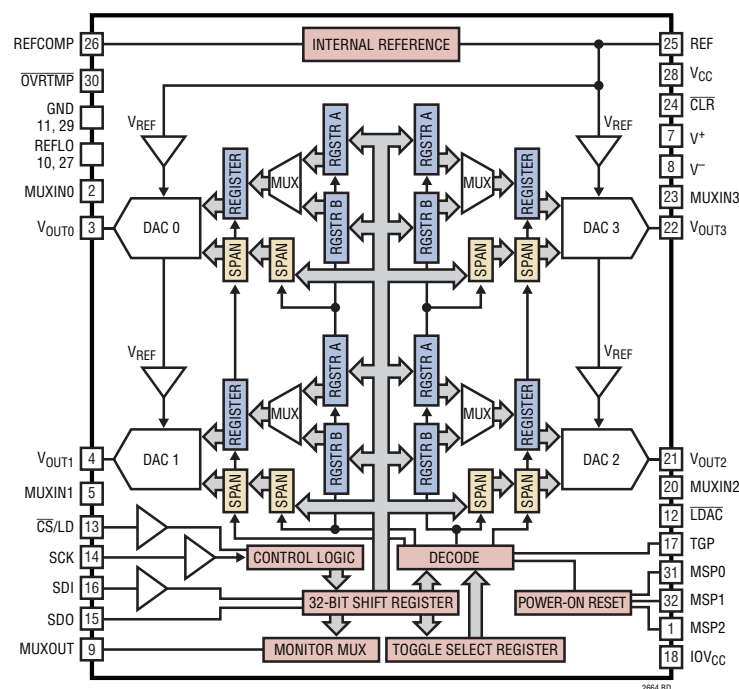 REFCOMP 26
INTERNAL REFERENCE
25 REF
OVRTMP 30
28 VCC
GND
11, 29
24 CLR
VREF
VREF
7 V+
REFLO
10, 27
8 V−
MUXIN0 2
23 MUXIN3
VOUT0 3
22 VOUT3
RGSTR A
RGSTR A
REGISTER
MUX
MUX
REGISTER
RGSTR B
RGSTR B
DAC 0
DAC 3
SPAN
SPAN
SPAN
SPAN
VREF
VREF
RGSTR A
RGSTR A
REGISTER
MUX
MUX
REGISTER
RGSTR B
RGSTR B
VOUT1 4
DAC 1
DAC 2
21 VOUT2
SPAN
SPAN
SPAN
SPAN
MUXIN1 5
20 MUXIN2
CS/LD 13
12 LDAC
SCK 14
CONTROL LOGIC
DECODE
17 TGP
SDI 16
31 MSP0
32-BIT SHIFT REGISTER
POWER-ON RESET
32 MSP1
SDO 15
1 MSP2
MUXOUT 9
MONITOR MUX
TOGGLE SELECT REGISTER
18 IOVCC
2664 BD